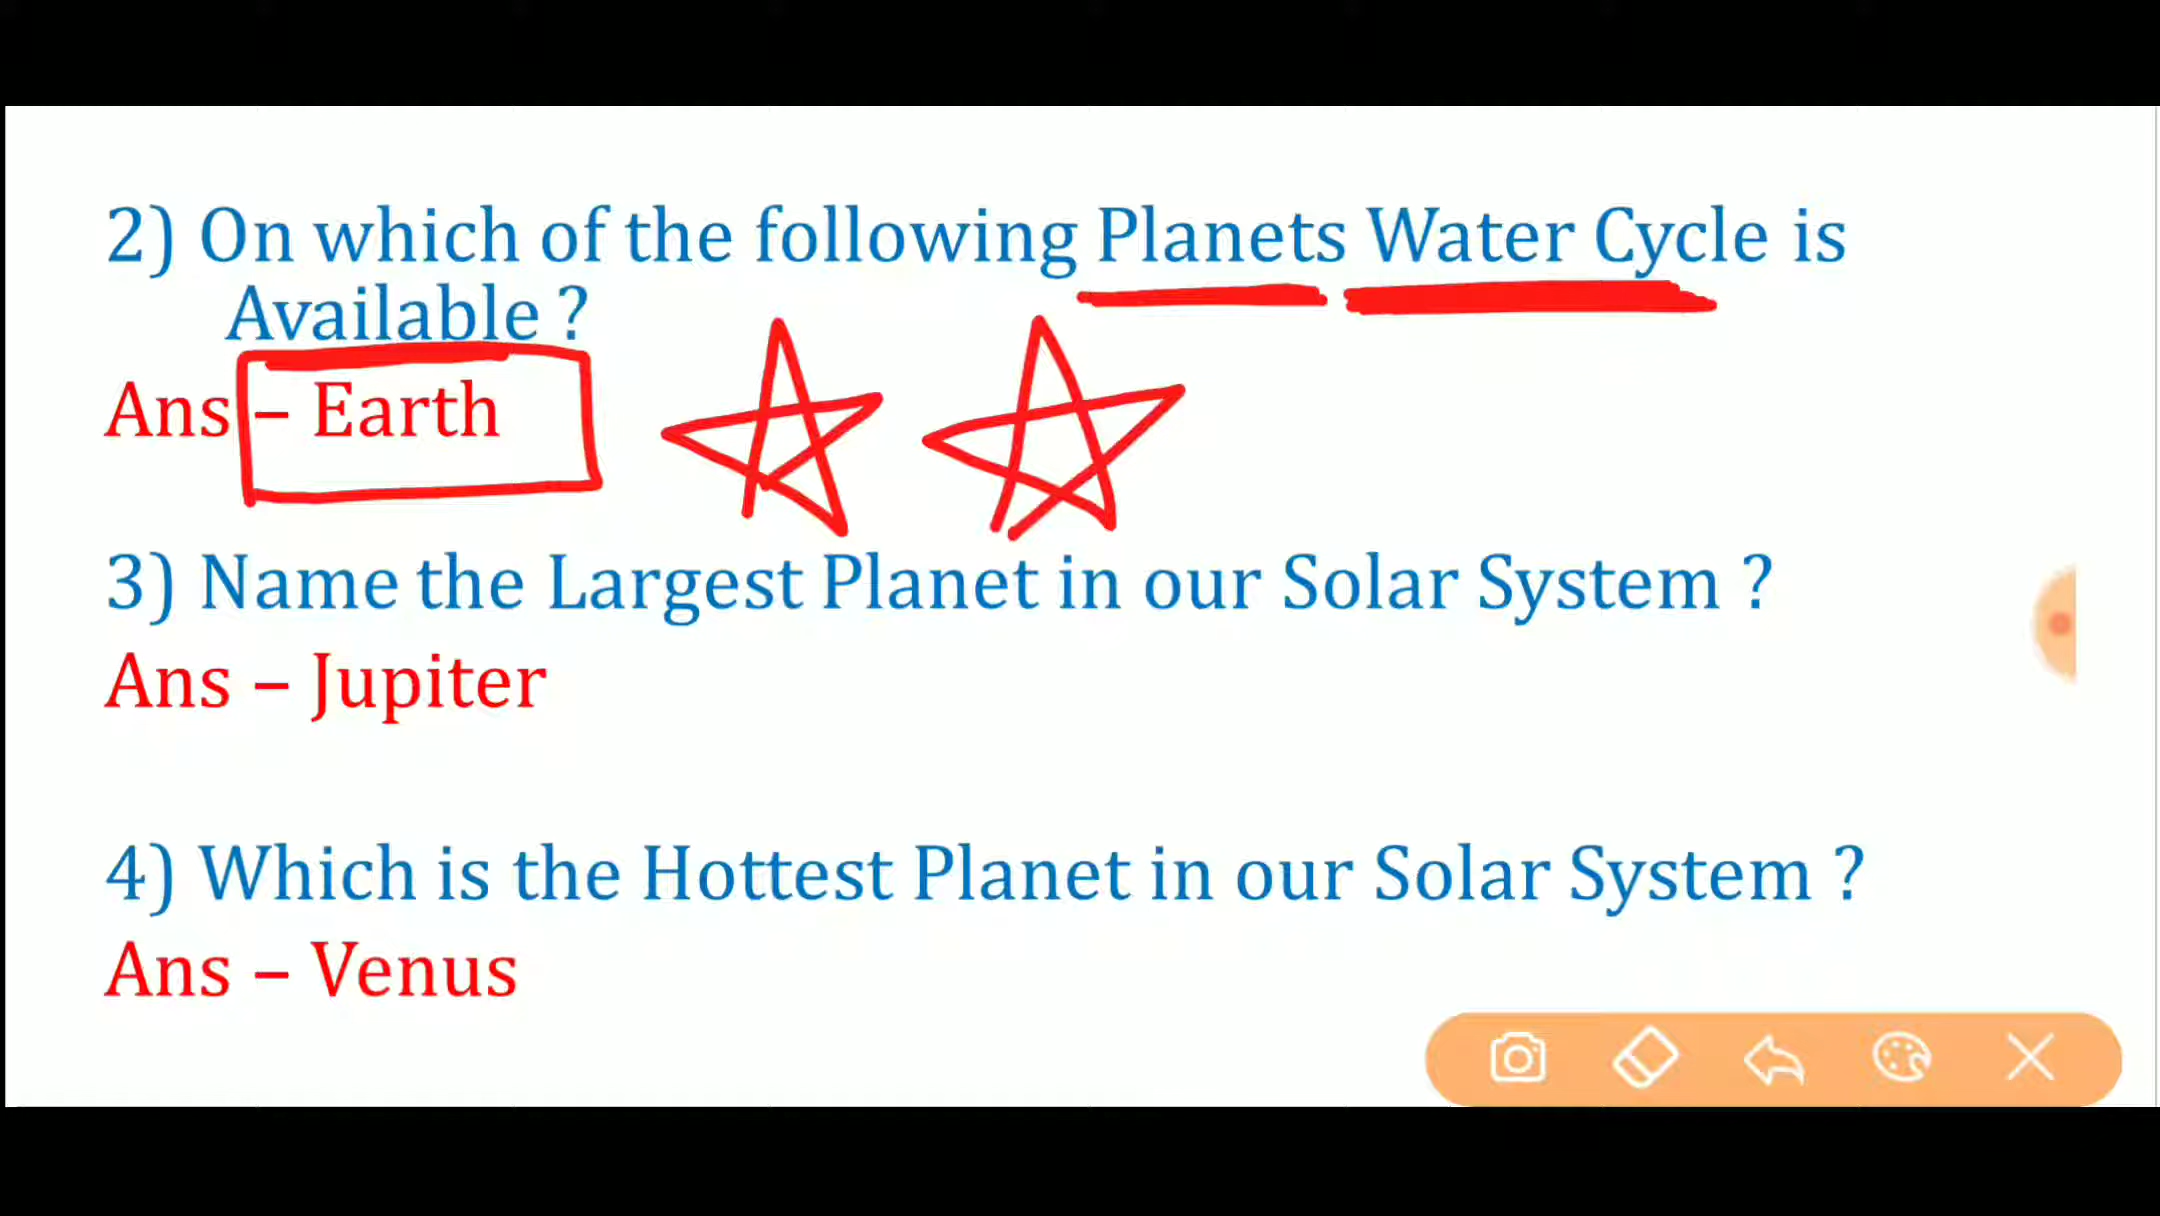 2) On which of the following Planets Water Cycle is
Available ?
Ans – Earth
3) Name the Largest Planet in our Solar System ?
Ans – Jupiter
4) Which is the Hottest Planet in our Solar System ?
Ans – Venus